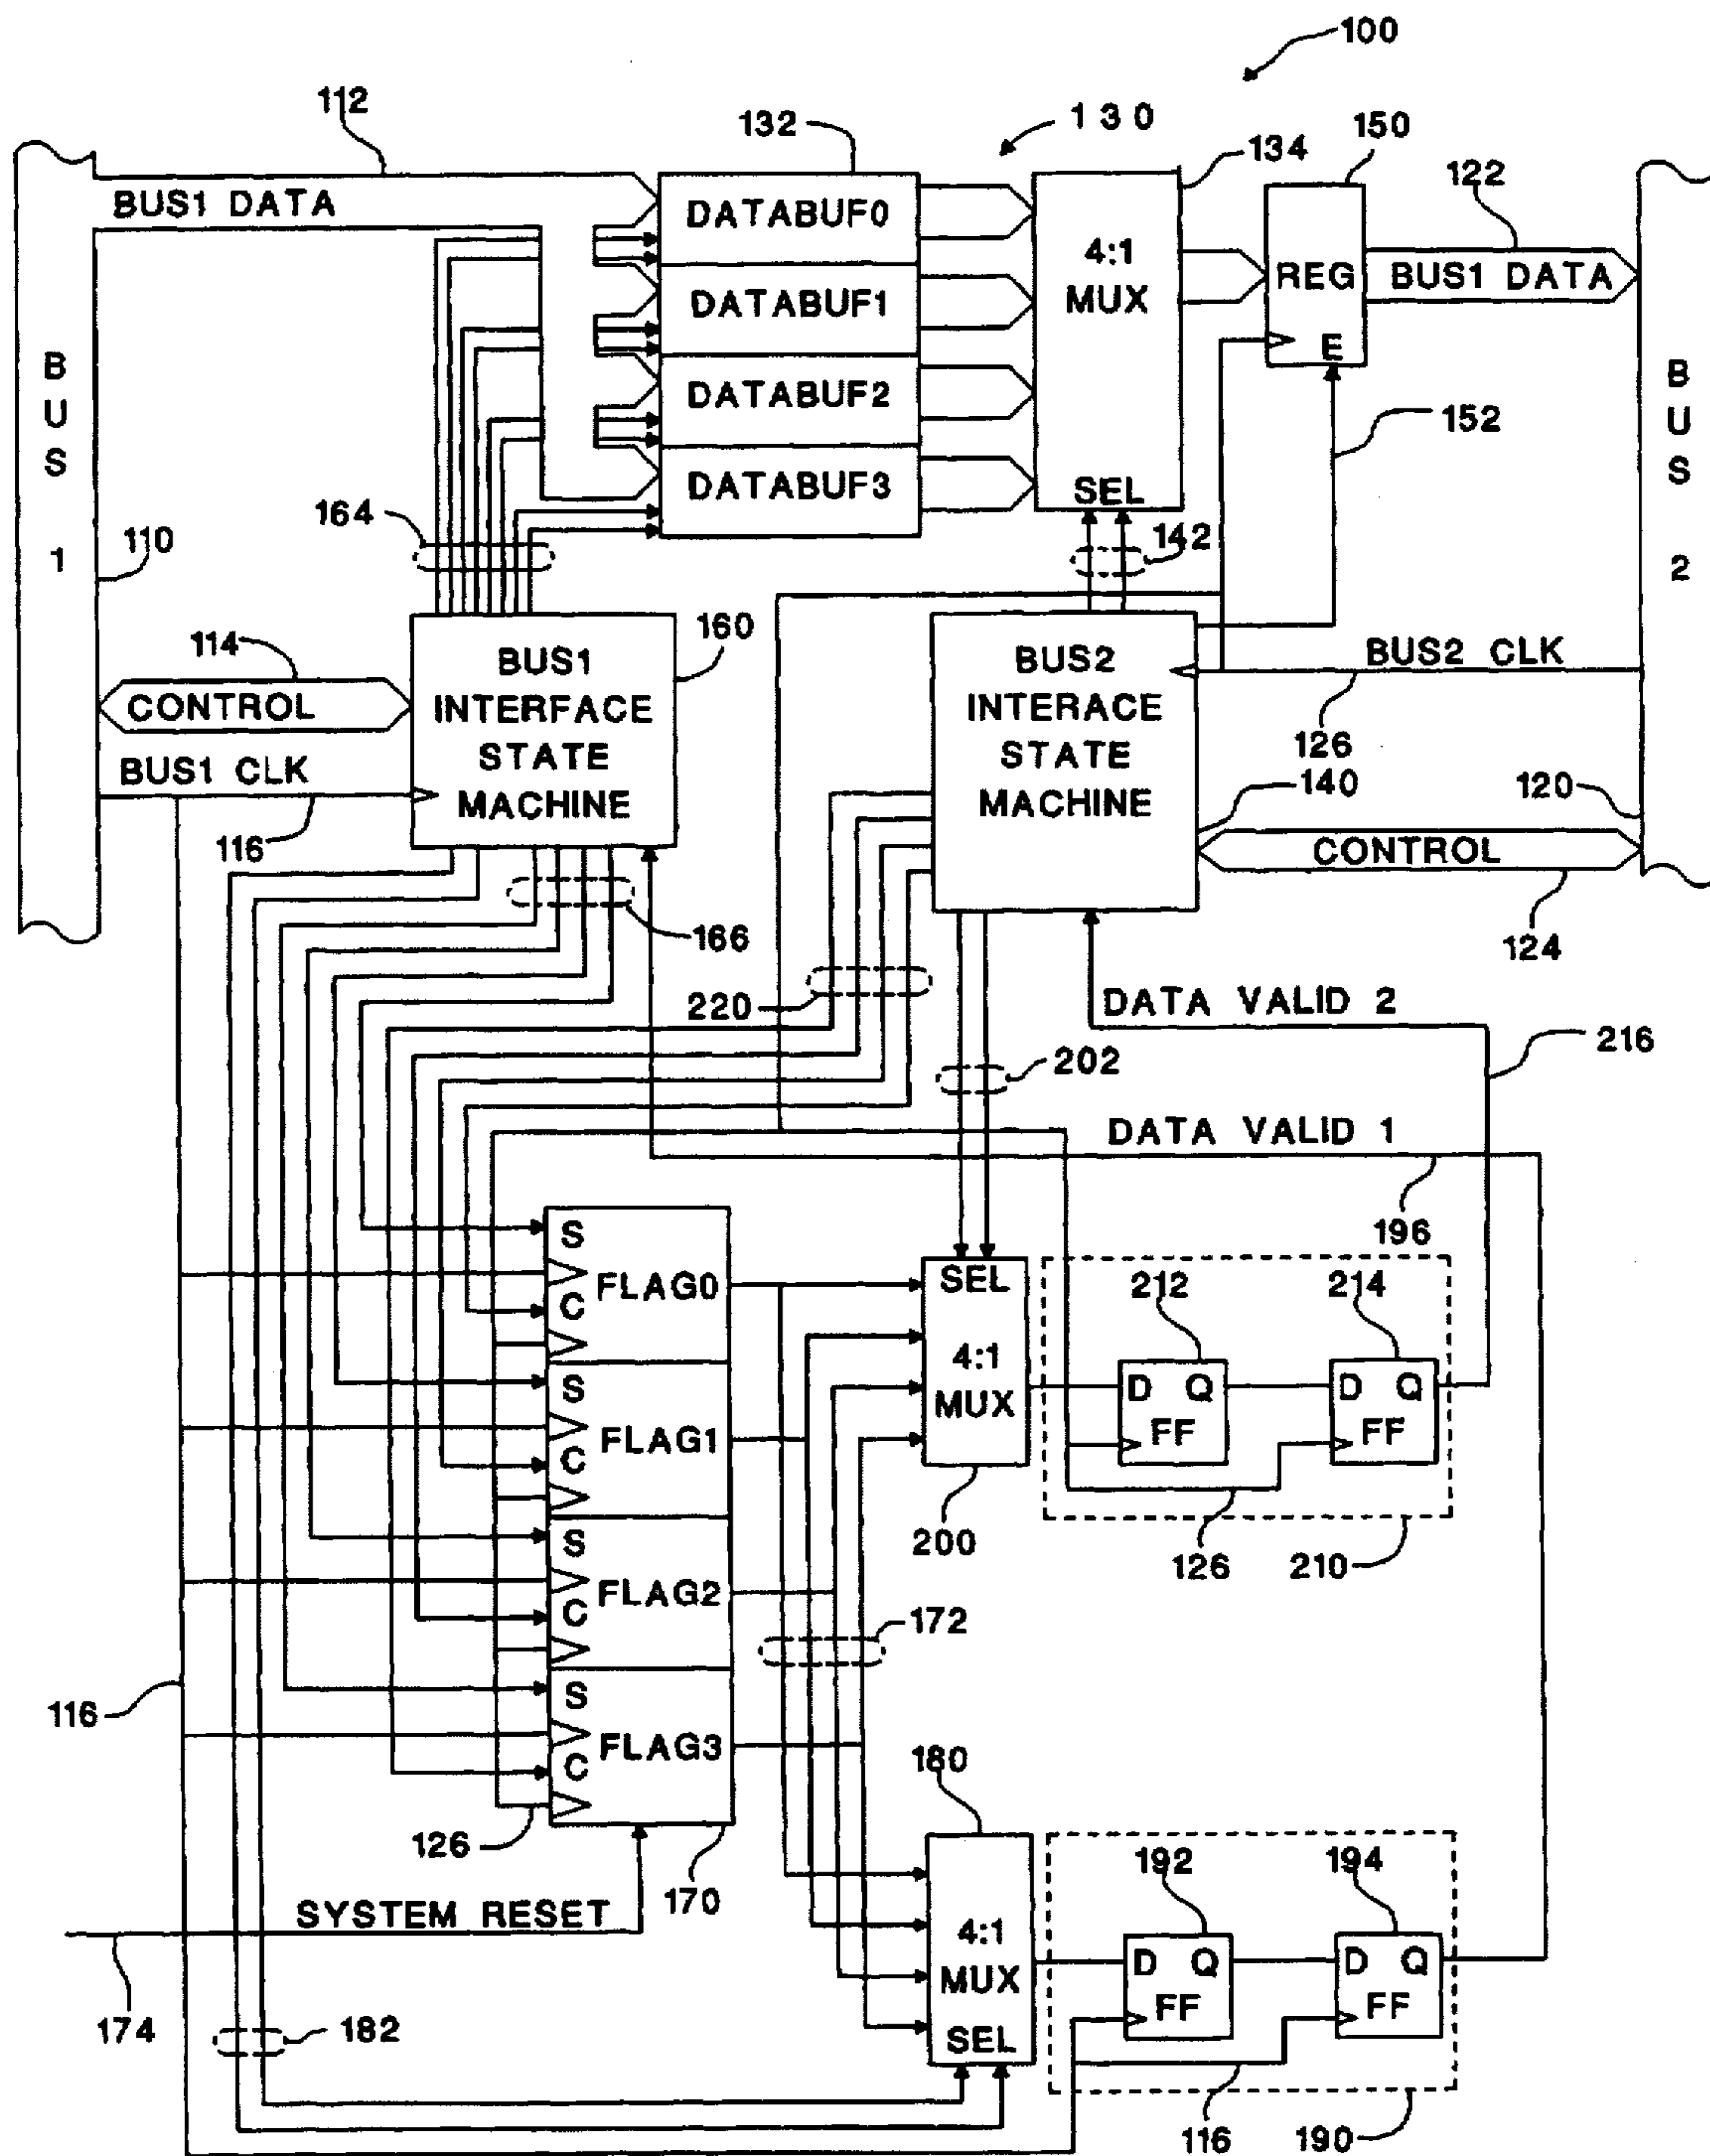 100
112
132
130
134
150
122
BUS1 DATA
DATABUF0
DATABUF1
DATABUF2
DATABUF3
4:1
MUX
SEL
REG
E
BUS1 DATA
BUS 1
BUS 2
152
164
142
110
114
160
CONTROL
BUS1
INTERFACE
STATE
MACHINE
BUS1 CLK
116
BUS2
INTERACE
STATE
MACHINE
BUS2 CLK
126
140
120
CONTROL
124
166
220
DATA VALID 2
216
202
DATA VALID 1
196
S
C
FLAG0
S
C
FLAG1
S
C
FLAG2
S
C
FLAG3
SEL
4:1
MUX
200
212
214
D Q
FF
D Q
FF
126
210
172
116
126
170
180
SYSTEM RESET
174
182
4:1
MUX
SEL
192
194
D Q
FF
D Q
FF
116
190